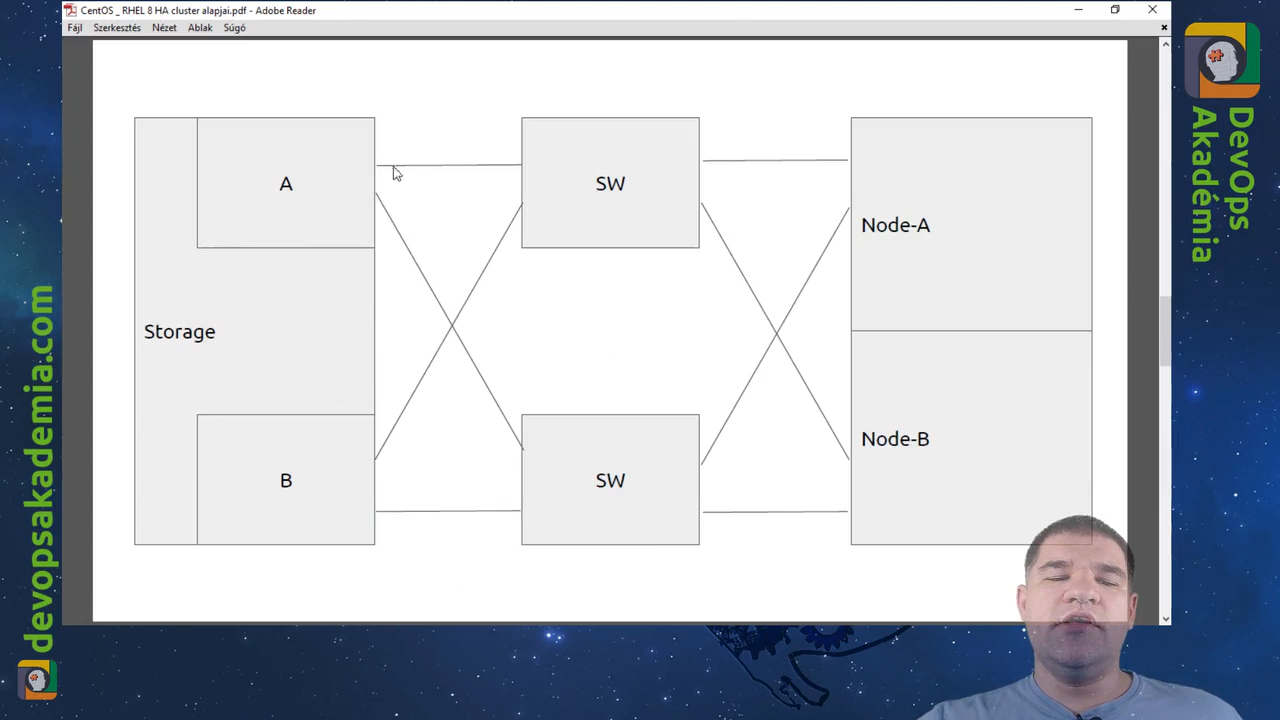 CentOS _ RHEL 8 HA cluster alapjai.pdf - Adobe Reader
Fájl Szerkesztés Nézet Ablak Súgó
A
SW
Node-A
Storage
Node-B
B
SW
devopsakademia.com
DevOps
Akadémia